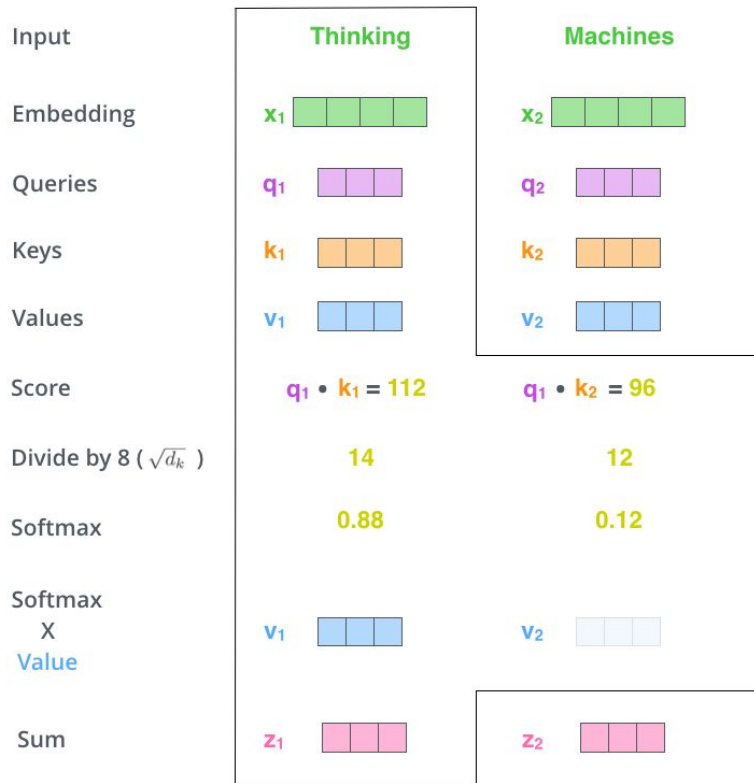 Input Thinking Machines
Embedding x₁ x₂
Queries q₁ q₂
Keys k₁ k₂
Values v₁ v₂
Score q₁ • k₁ = 112 q₁ • k₂ = 96
Divide by 8 ( √dₖ ) 14 12
Softmax 0.88 0.12
Softmax
X
Value v₁ v₂
Sum z₁ z₂